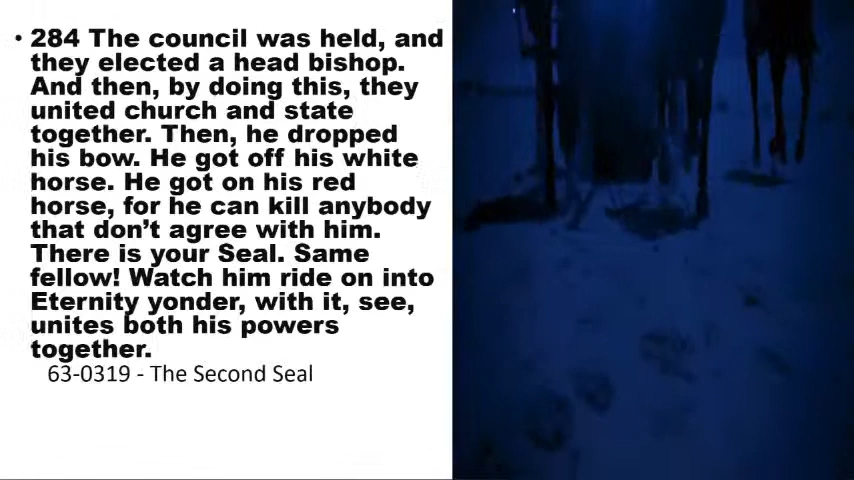 • 284 The council was held, and
they elected a head bishop.
And then, by doing this, they
united church and state
together. Then, he dropped
his bow. He got off his white
horse. He got on his red
horse, for he can kill anybody
that don’t agree with him.
There is your Seal. Same
fellow! Watch him ride on into
Eternity yonder, with it, see,
unites both his powers
together.
63-0319 - The Second Seal